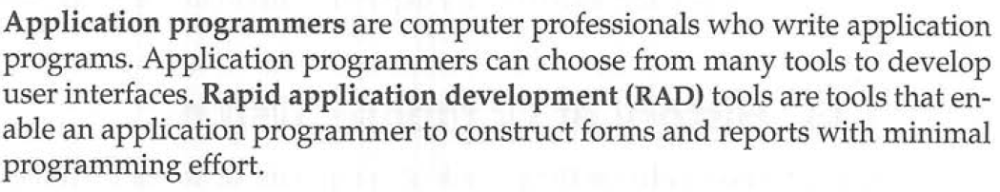 Application programmers are computer professionals who write application
programs. Application programmers can choose from many tools to develop
user interfaces. Rapid application development (RAD) tools are tools that en-
able an application programmer to construct forms and reports with minimal
programming effort.